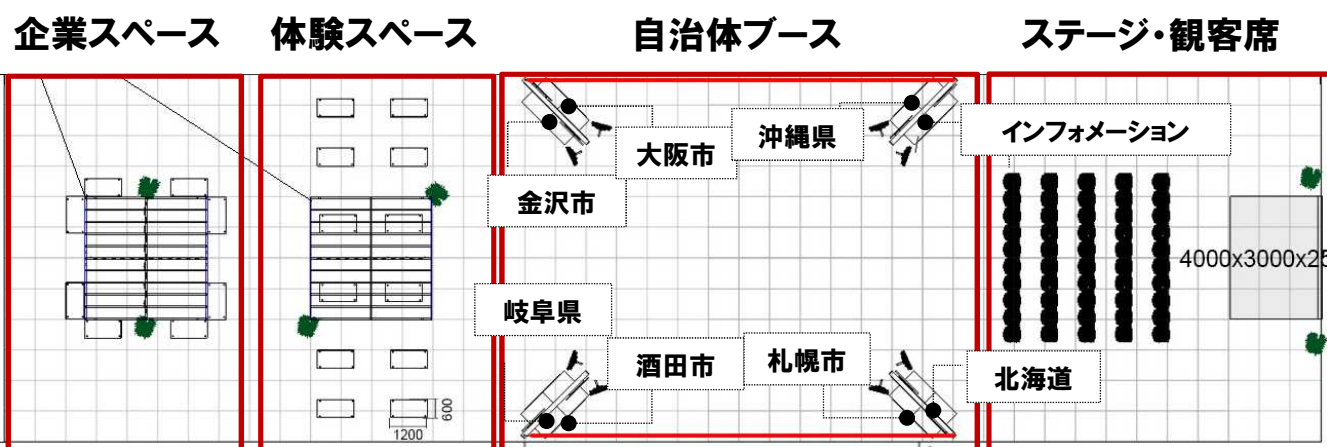 企業スペース
体験スペース
自治体ブース
ステージ・観客席
大阪市
沖縄県
インフォメーション
金沢市
4000x3000x25
岐阜県
酒田市
札幌市
北海道
600
1200